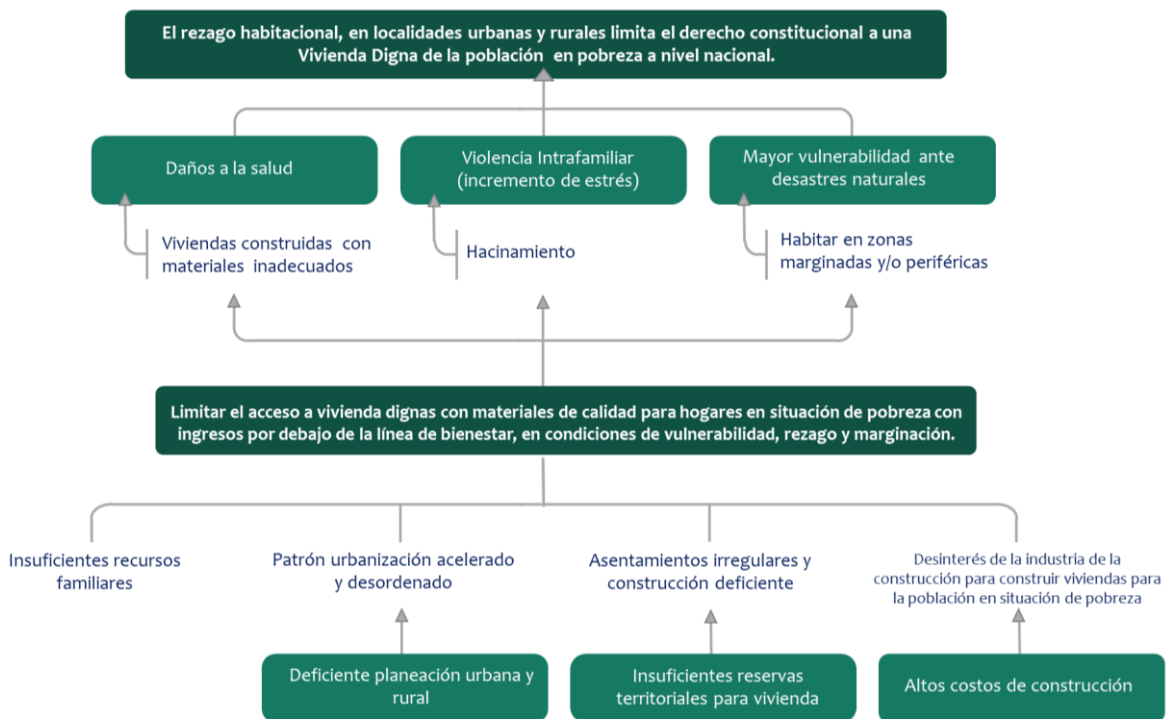 El rezago habitacional, en localidades urbanas y rurales limita el derecho constitucional a una
Vivienda Digna de la población en pobreza a nivel nacional.
Daños a la salud
Violencia Intrafamiliar
(incremento de estrés)
Mayor vulnerabilidad ante
desastres naturales
Viviendas construidas con
materiales inadecuados
Hacinamiento
Habitar en zonas
marginadas y/o periféricas
Limitar el acceso a vivienda dignas con materiales de calidad para hogares en situación de pobreza con
ingresos por debajo de la línea de bienestar, en condiciones de vulnerabilidad, rezago y marginación.
Insuficientes recursos
familiares
Patrón urbanización acelerado
y desordenado
Asentamientos irregulares y
construcción deficiente
Desinterés de la industria de la
construcción para construir viviendas para
la población en situación de pobreza
Deficiente planeación urbana y
rural
Insuficientes reservas
territoriales para vivienda
Altos costos de construcción